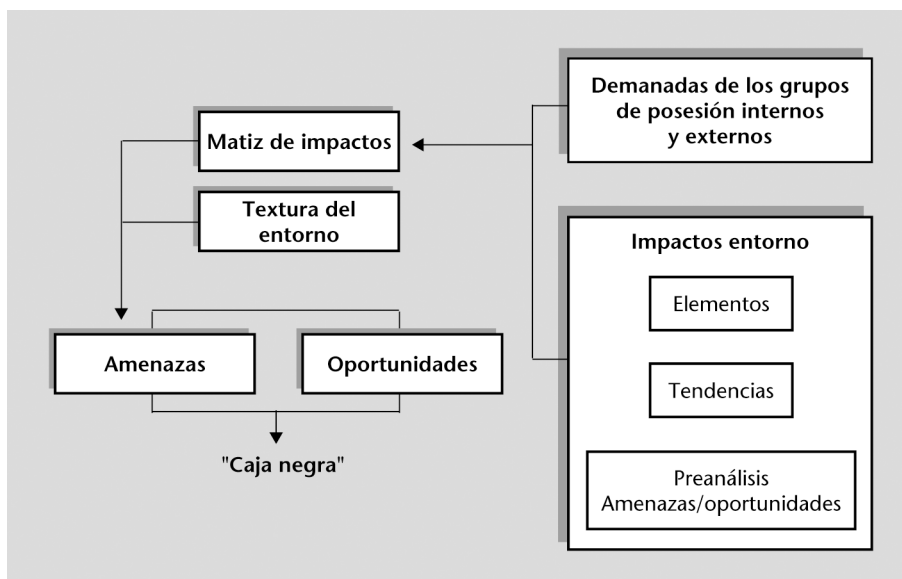 Demanadas de los grupos
de posesión internos
y externos
Matiz de impactos
Textura del
entorno
Impactos entorno
Elementos
Tendencias
Preanálisis
Amenazas/oportunidades
Amenazas
Oportunidades
"Caja negra"